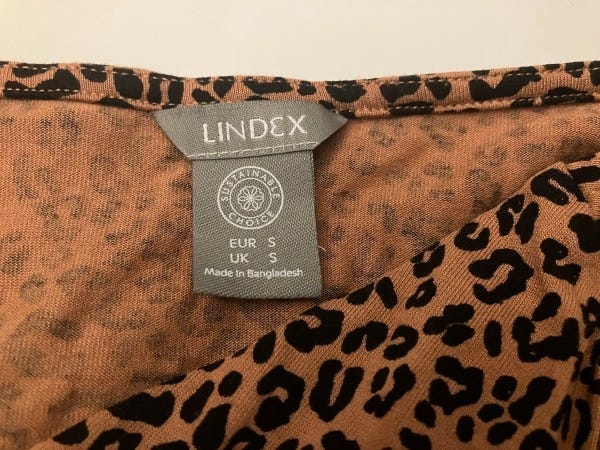 LINDEX
SUSTAINABLE
CHOICE
EUR S
UK S
Made in Bangladesh